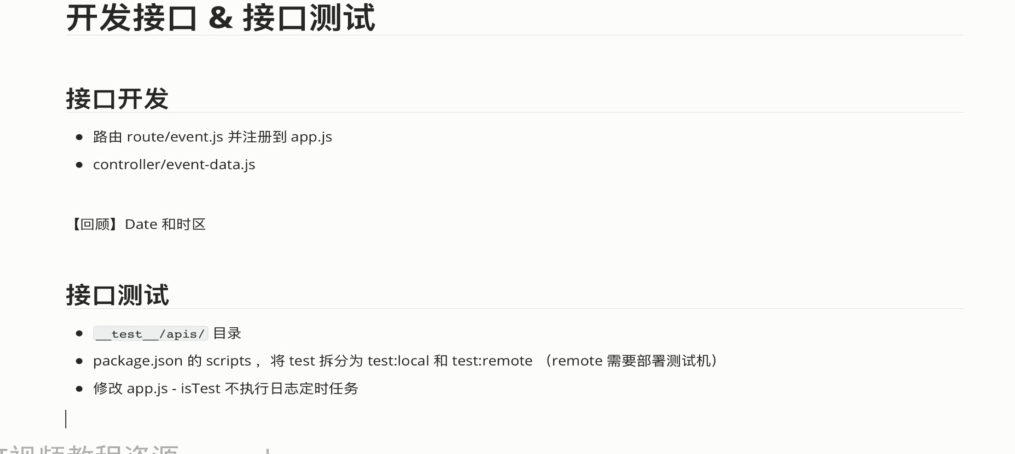 开发接口 & 接口测试
接口开发
路由 route/event.js 并注册到 app.js
controller/event-data.js
【回顾】Date 和时区
接口测试
__test__/apis/ 目录
package.json 的 scripts ，将 test 拆分为 test:local 和 test:remote （remote 需要部署测试机）
修改 app.js - isTest 不执行日志定时任务
视频教程资源